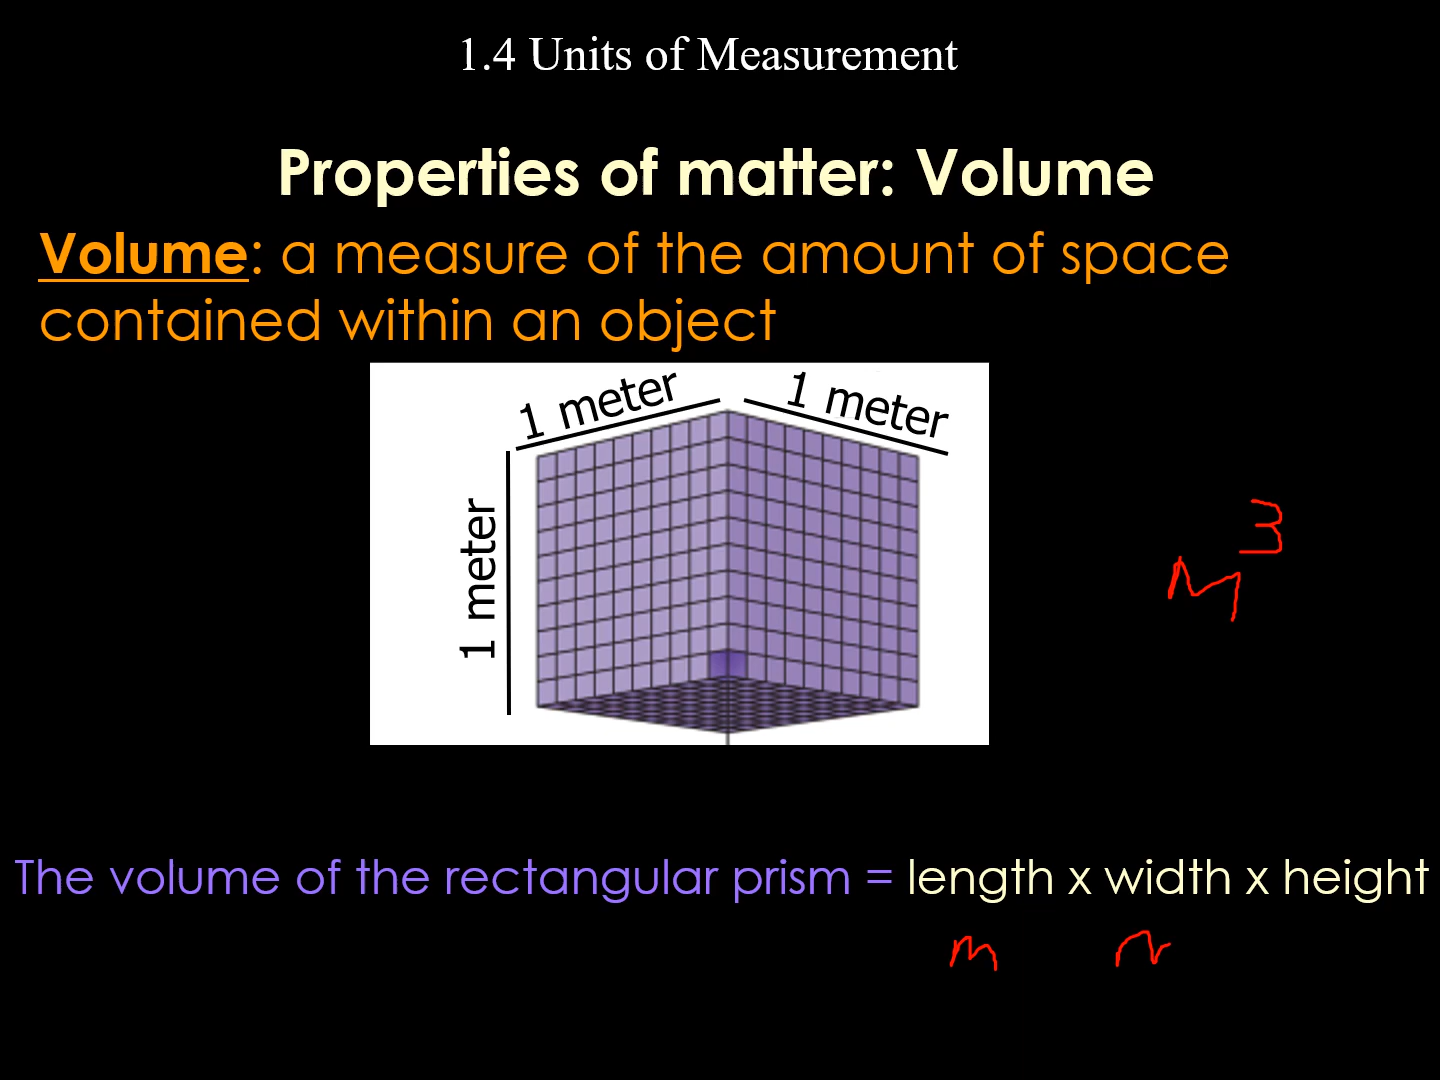 1.4 Units of Measurement
Properties of matter: Volume
Volume: a measure of the amount of space
contained within an object
1 meter
1 meter
1 meter
M³
The volume of the rectangular prism = length x width x height
m